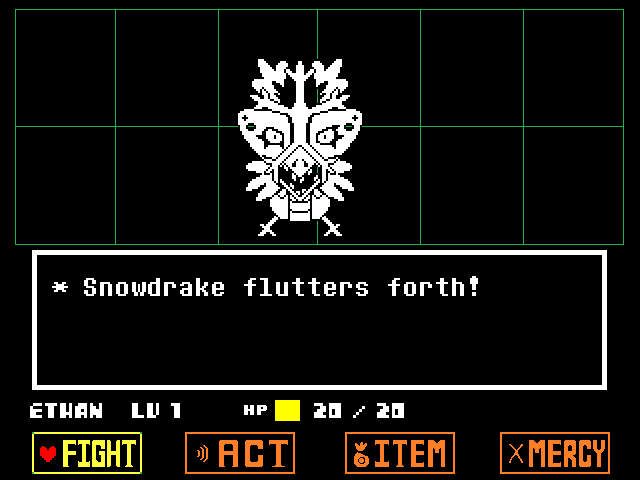 * Snowdrake flutters forth!
ETHAN LV 1 HP 20 / 20
FIGHT ACT ITEM MERCY